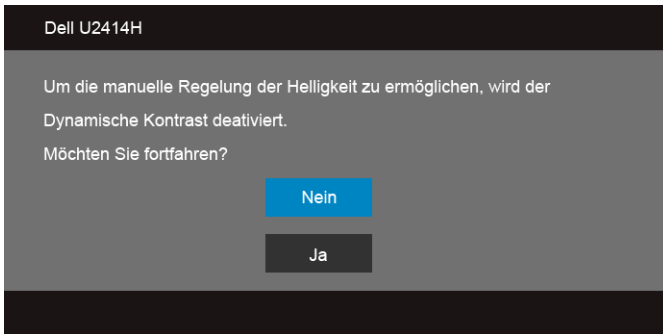 Dell U2414H
Um die manuelle Regelung der Helligkeit zu ermöglichen, wird der
Dynamische Kontrast deativiert.
Möchten Sie fortfahren?
Nein
Ja